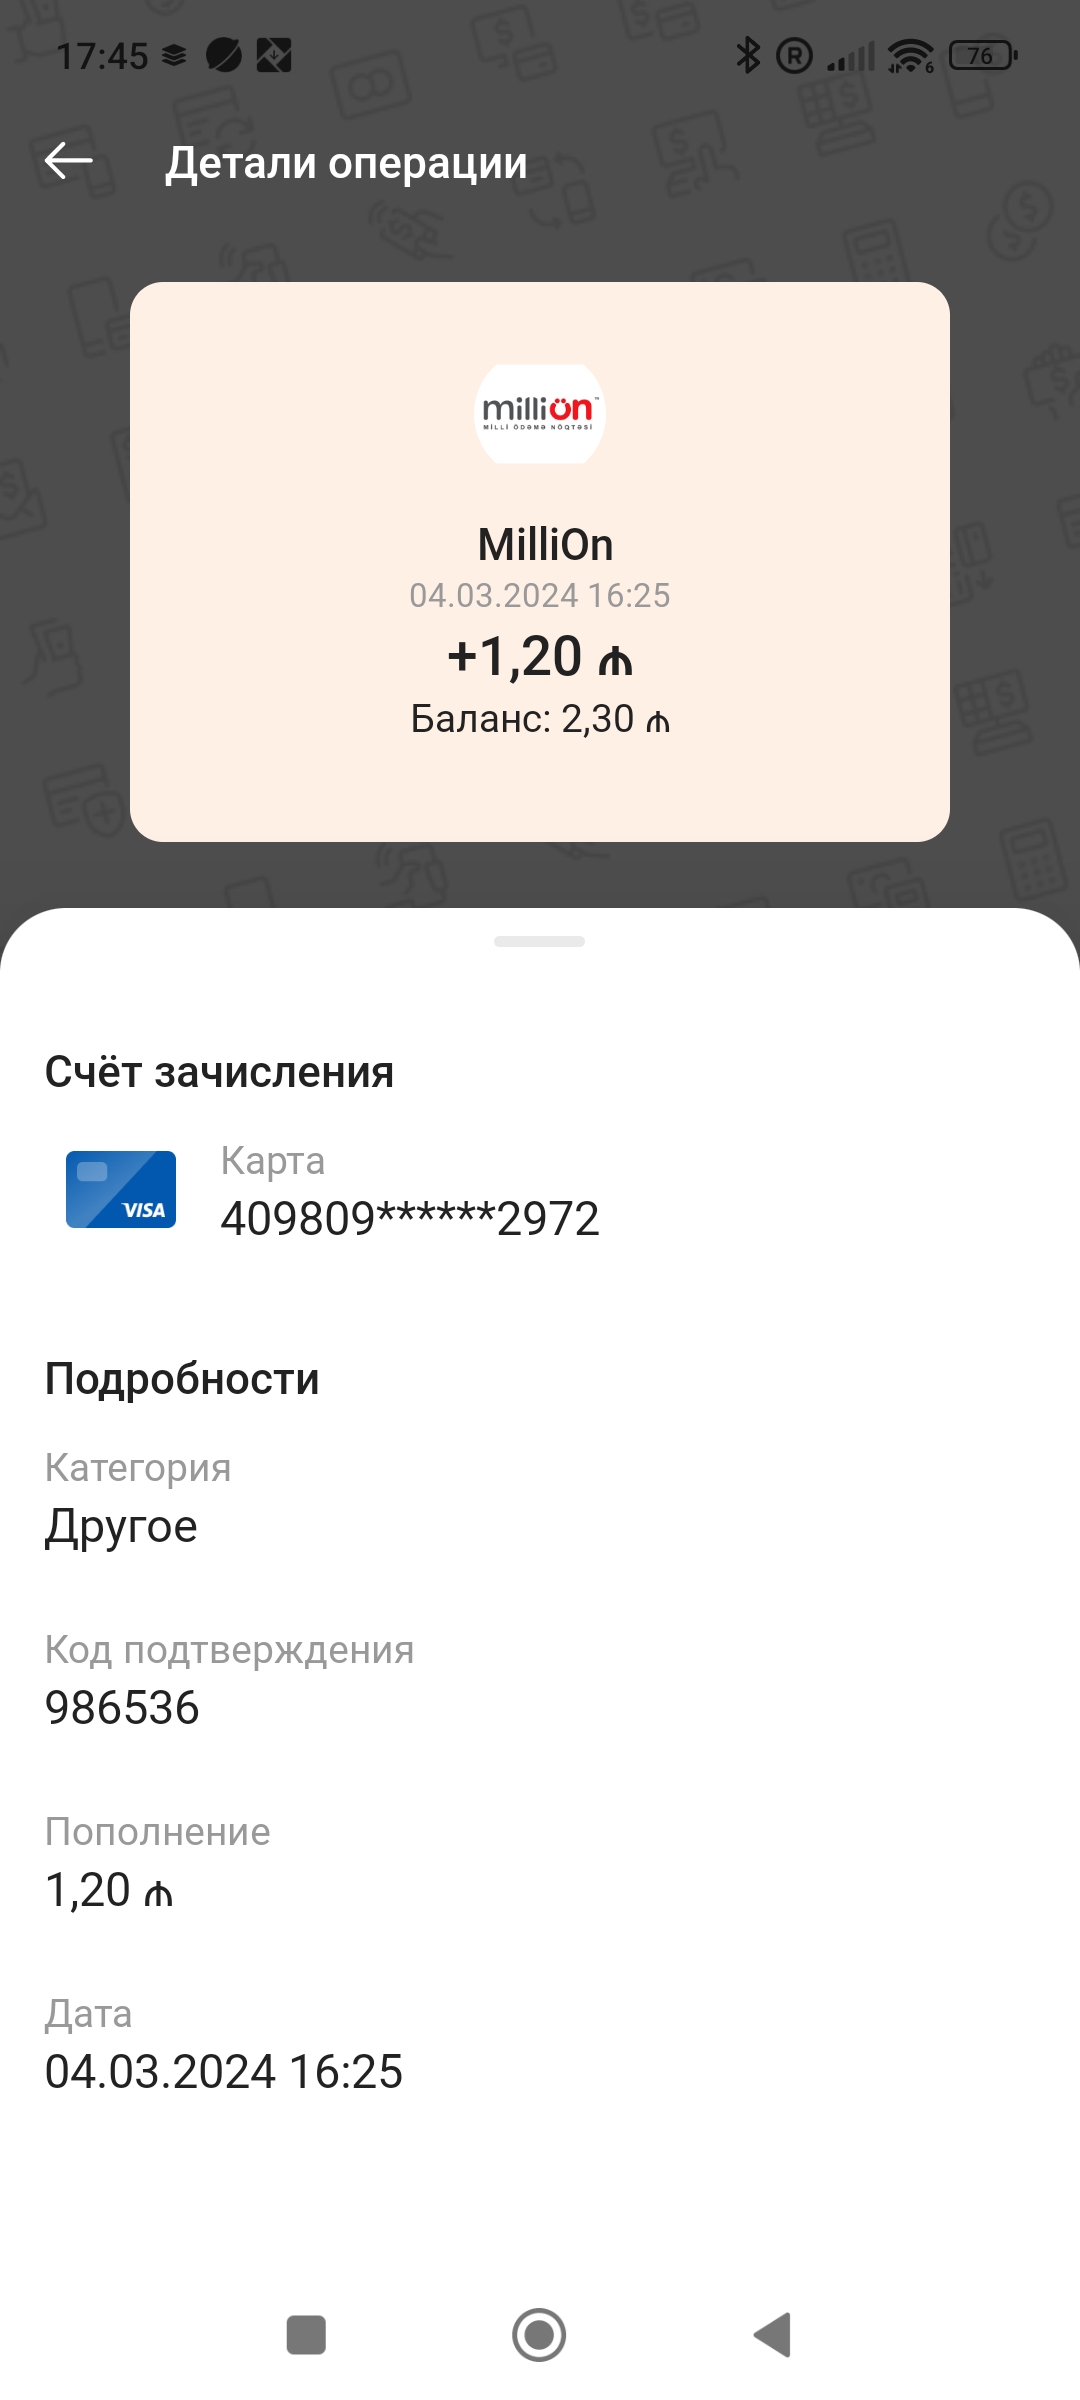 17:45
76
Детали операции
milliön
MİLLİ ÖDƏMƏ NÖQTƏSİ
MilliOn
04.03.2024 16:25
+1,20 ₼
Баланс: 2,30 ₼
Счёт зачисления
VISA
Карта
409809******2972
Подробности
Категория
Другое
Код подтверждения
986536
Пополнение
1,20 ₼
Дата
04.03.2024 16:25